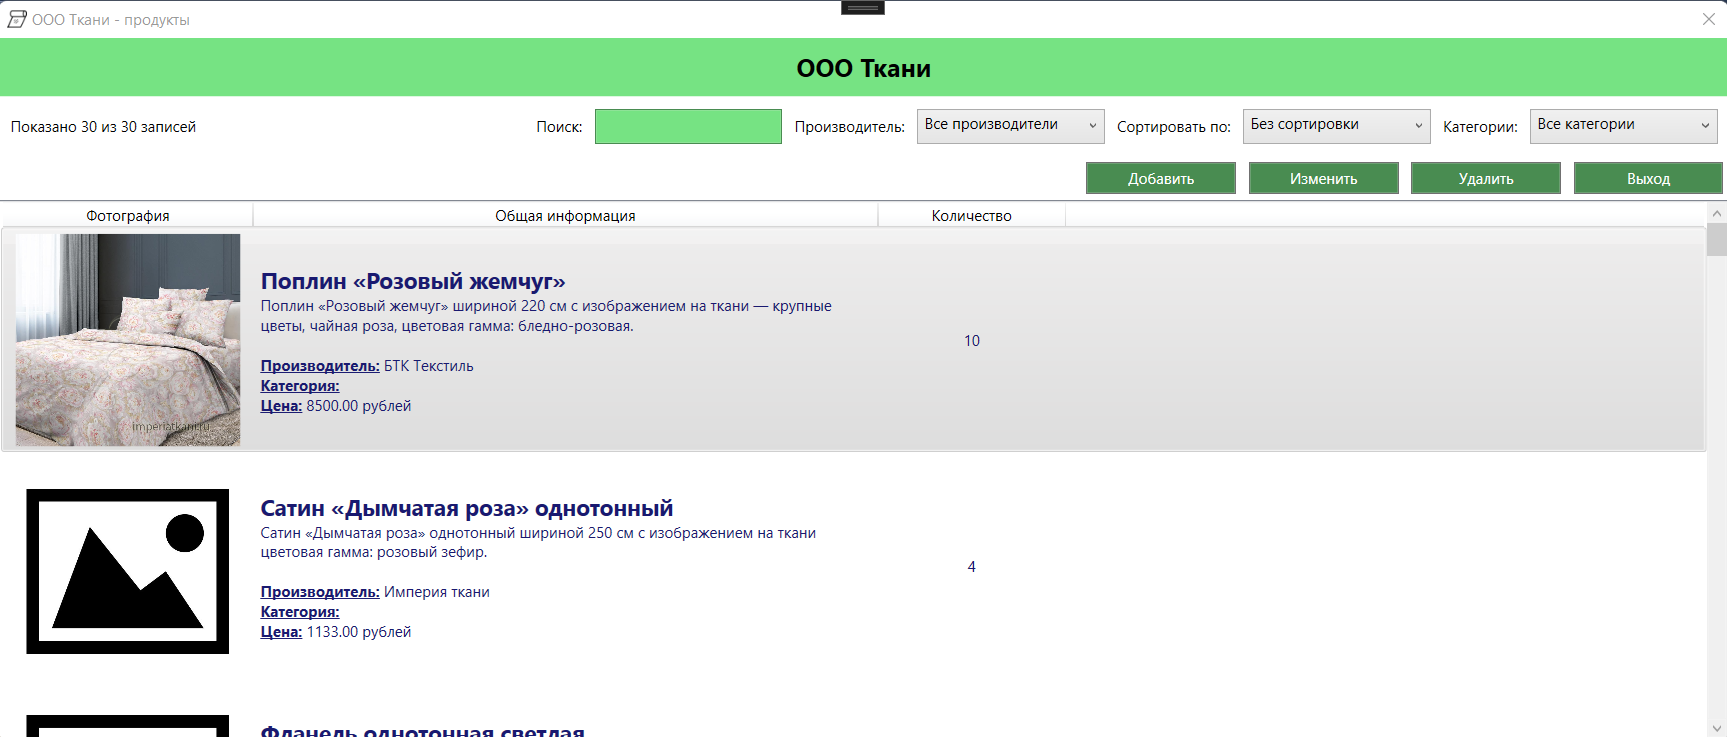 ООО Ткани - продукты
ООО Ткани
Показано 30 из 30 записей
Поиск:
Производитель:
Все производители
Сортировать по:
Без сортировки
Категории:
Все категории
Добавить
Изменить
Удалить
Выход
Фотография
Общая информация
Количество
imperiatkani.ru
Поплин «Розовый жемчуг»
Поплин «Розовый жемчуг» шириной 220 см с изображением на ткани — крупные
цветы, чайная роза, цветовая гамма: бледно-розовая.
Производитель: БТК Текстиль
Категория:
Цена: 8500.00 рублей
10
Сатин «Дымчатая роза» однотонный
Сатин «Дымчатая роза» однотонный шириной 250 см с изображением на ткани
цветовая гамма: розовый зефир.
Производитель: Империя ткани
Категория:
Цена: 1133.00 рублей
4
Фланель однотонная светлая